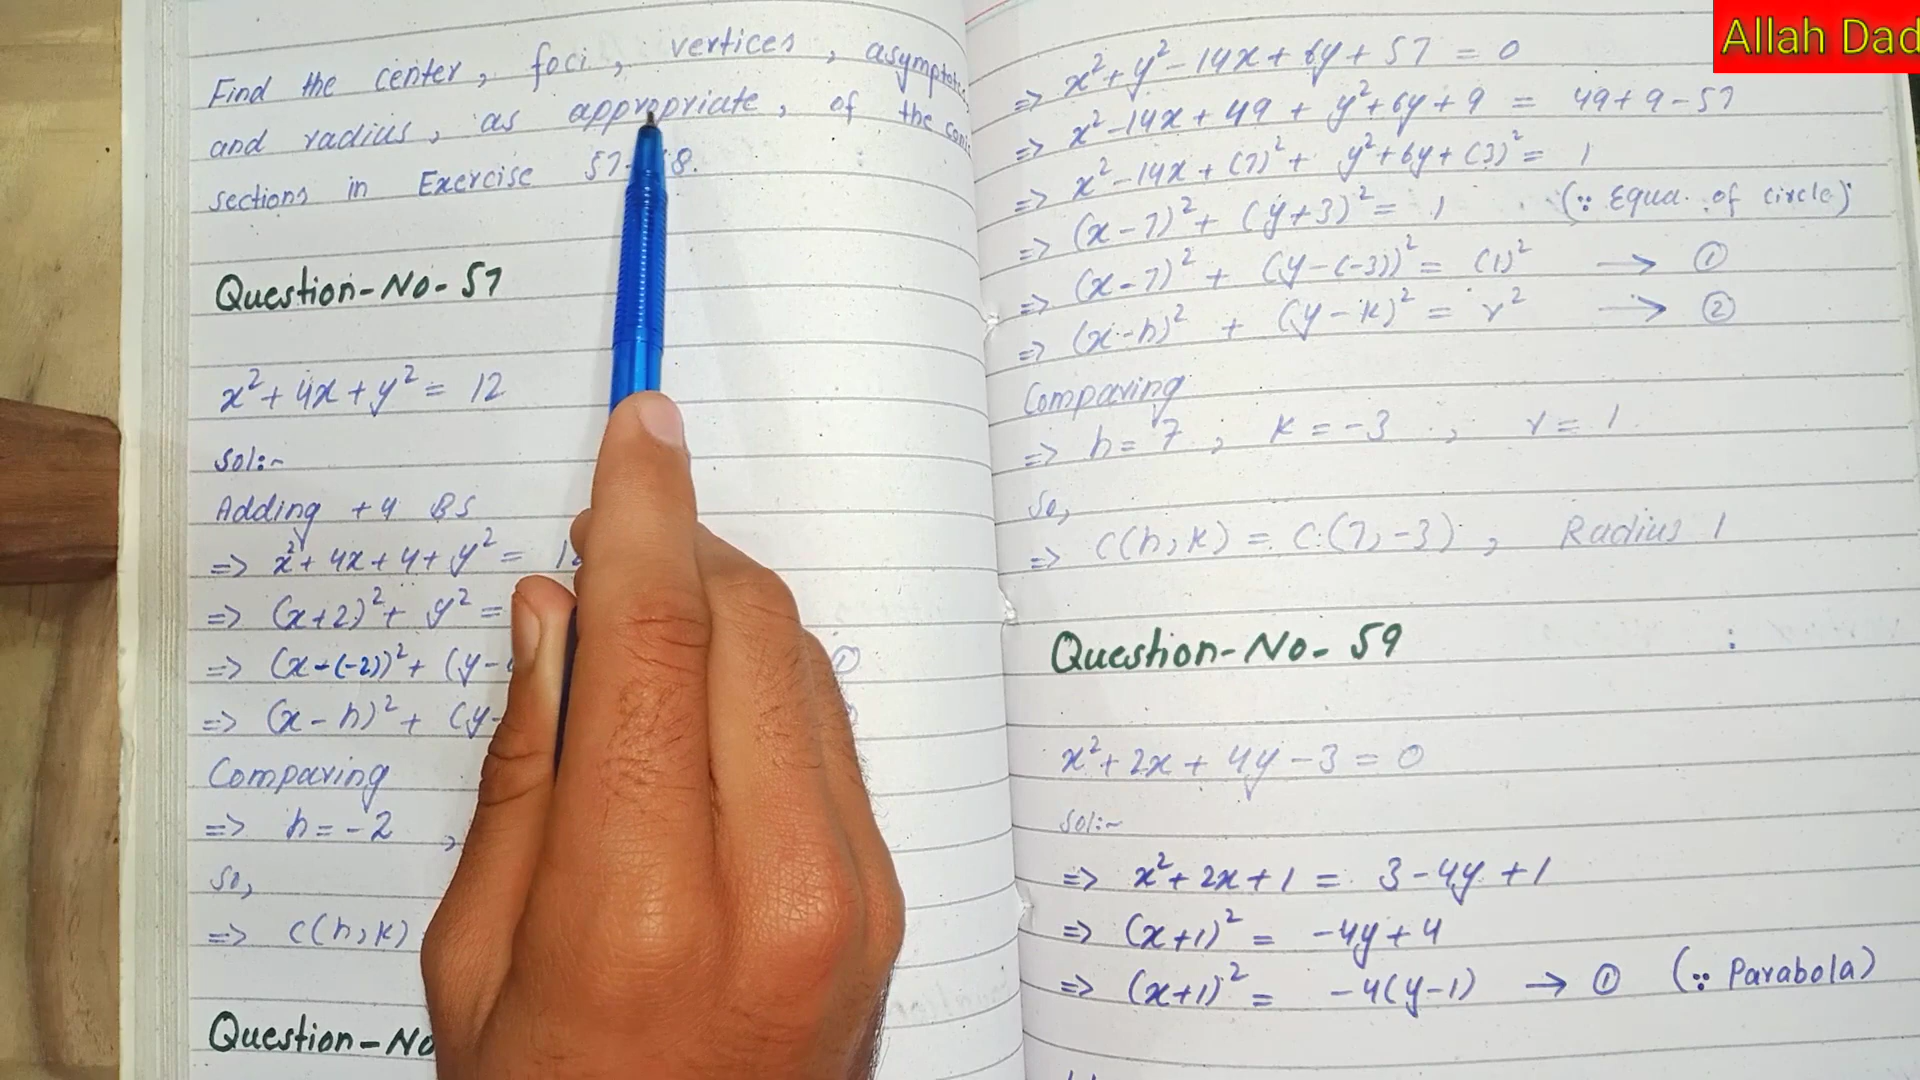 Allah Dad
Find the center, foci, vertices, asymptotes
and radius, as appropriate, of the conic
sections in Exercise 57-68.
Question-No-57
x²+4x+y² = 12
Sol:-
Adding +4 BS
=> x²+4x+4+y² =
=> (x+2)²+ y² =
=> (x-(-2))²+ (y-
=> (x-h)²+ (y-
Comparing
=> h=-2 ,
So,
=> C(h,k)
Question-No
=> x²+y²-14x+6y+57 = 0
=> x²-14x+49 + y²+6y+9 = 49+9-57
=> x²-14x+(7)²+ y²+6y+(3)² = 1
=> (x-7)²+ (y+3)² = 1 (∵ Equa. of circle)
=> (x-7)² + (y-(-3))² = (1)² → ①
=> (x-h)² + (y-k)² = r² → ②
Comparing
=> h=7 , k=-3 , r=1
So,
=> C(h,k) = C(7,-3) , Radius 1
Question-No-59
x²+2x+4y-3=0
Sol:-
=> x²+2x+1 = 3-4y+1
=> (x+1)² = -4y+4
=> (x+1)² = -4(y-1) → ① (∵ Parabola)